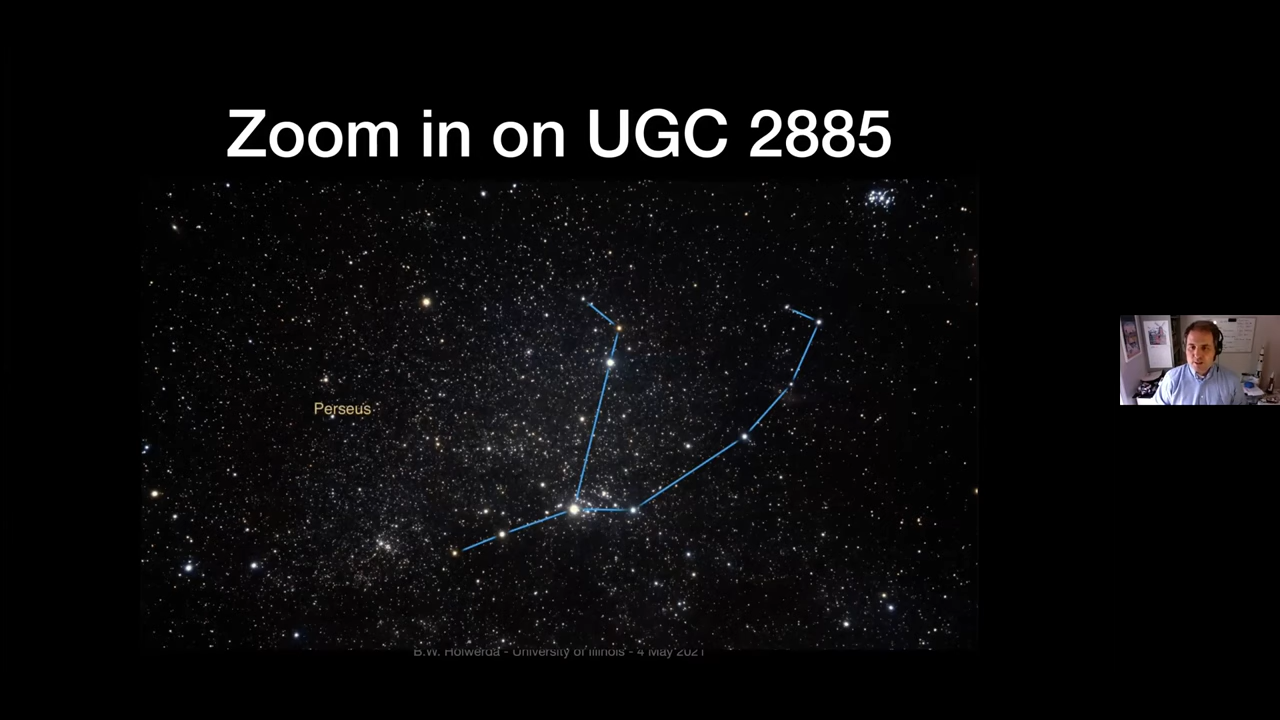 Zoom in on UGC 2885
Perseus
B.W. Holwerda - University of Illinois - 4 May 2021